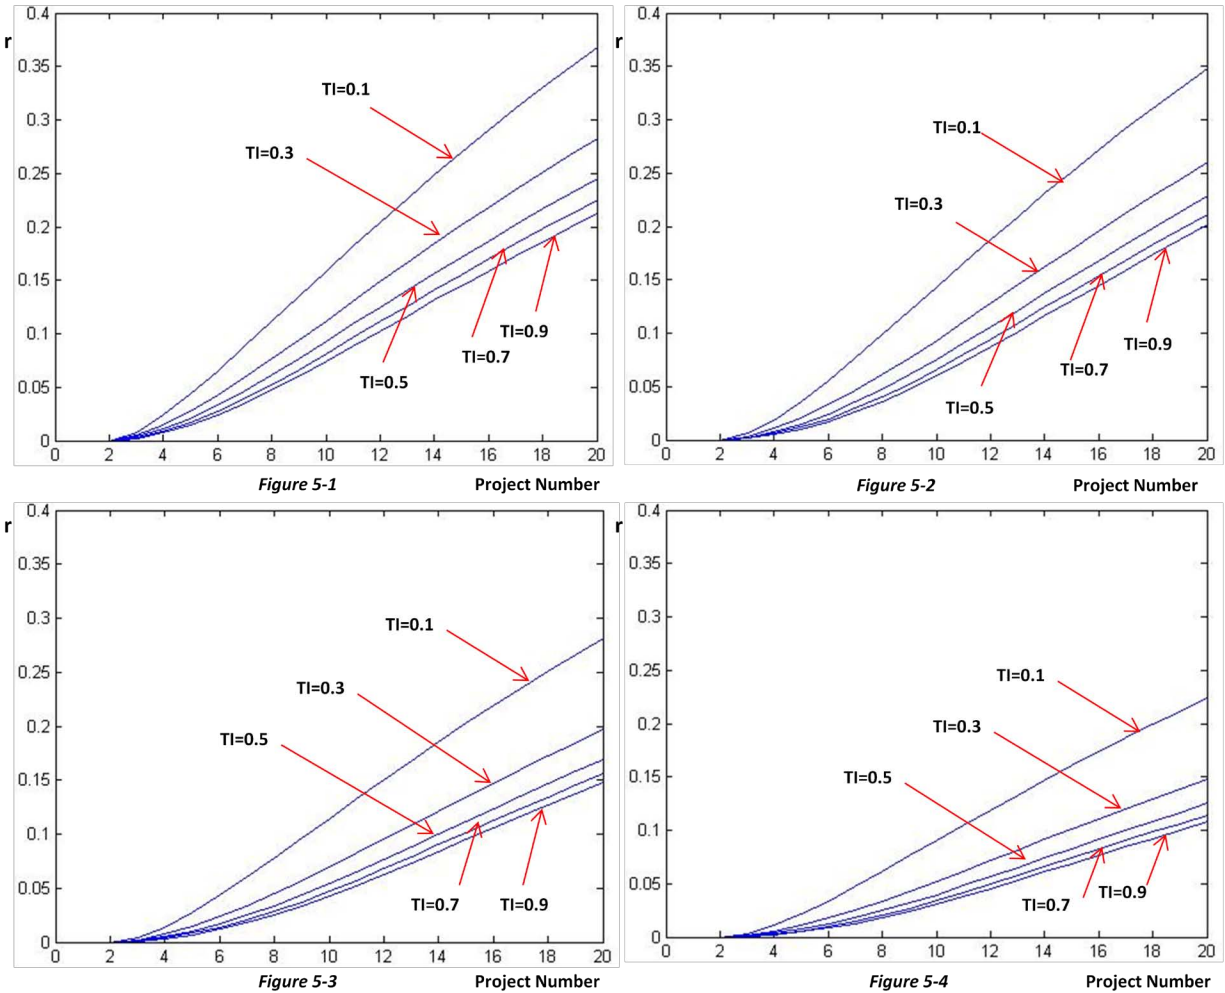 0.4
r
0.35
0.3
0.25
0.2
0.15
0.1
0.05
0
TI=0.1
TI=0.3
TI=0.9
TI=0.7
TI=0.5
0 2 4 6 8 10 12 14 16 18 20
Figure 5-1 Project Number
0.4
r
0.35
0.3
0.25
0.2
0.15
0.1
0.05
0
TI=0.1
TI=0.3
TI=0.9
TI=0.7
TI=0.5
0 2 4 6 8 10 12 14 16 18 20
Figure 5-2 Project Number
0.4
r
0.35
0.3
0.25
0.2
0.15
0.1
0.05
0
TI=0.1
TI=0.3
TI=0.5
TI=0.7 TI=0.9
0 2 4 6 8 10 12 14 16 18 20
Figure 5-3 Project Number
0.4
r
0.35
0.3
0.25
0.2
0.15
0.1
0.05
0
TI=0.1
TI=0.3
TI=0.5
TI=0.9
TI=0.7
0 2 4 6 8 10 12 14 16 18 20
Figure 5-4 Project Number